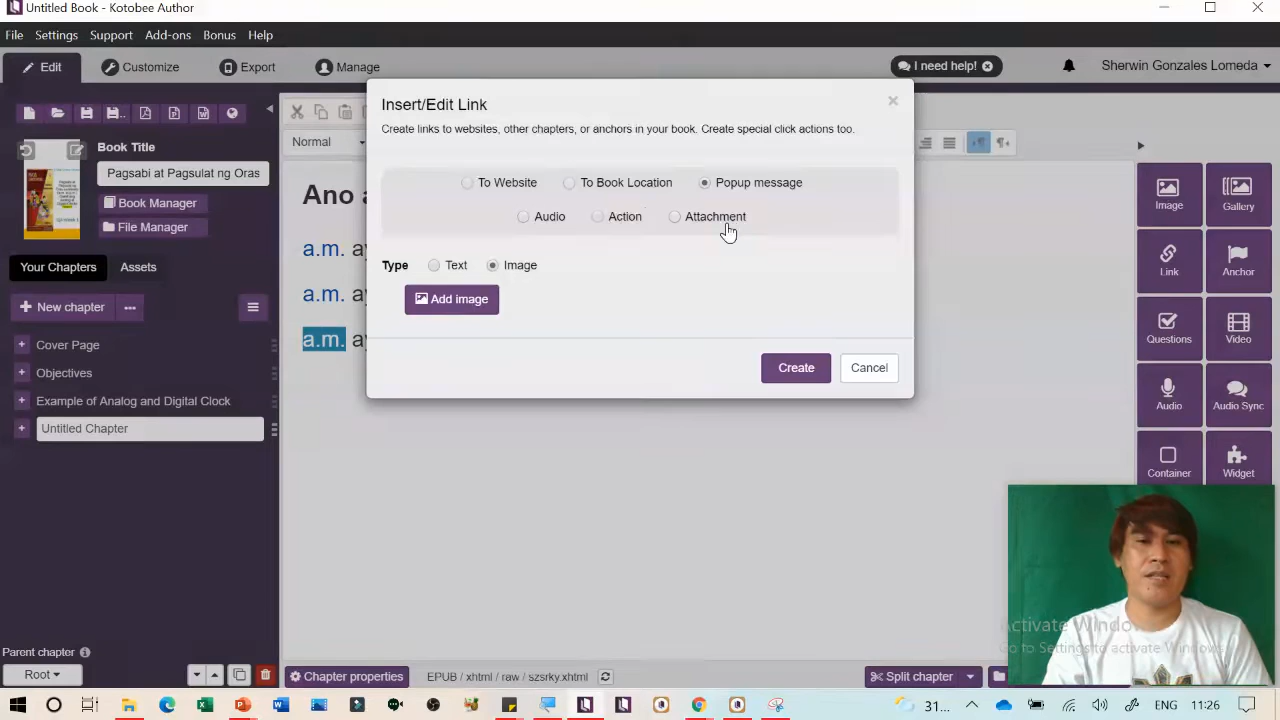 Untitled Book - Kotobee Author
File Settings Support Add-ons Bonus Help
Edit Customize Export Manage I need help! Sherwin Gonzales Lomeda
Insert/Edit Link
Create links to websites, other chapters, or anchors in your book. Create special click actions too.
Book Title
Pagsabi at Pagsulat ng Oras
Book Manager
File Manager
Normal
To Website To Book Location Popup message
Audio Action Attachment
Type Text Image
Add image
Create Cancel
Your Chapters Assets
New chapter
Cover Page
Objectives
Example of Analog and Digital Clock
Untitled Chapter
Ano a
a.m. ay
a.m. ay
a.m. ay
Image Gallery
Link Anchor
Questions Video
Audio Audio Sync
Container Widget
Activate Windows
Go to Settings to activate Windows.
Parent chapter
Root
Chapter properties EPUB / xhtml / raw / szsrky.xhtml Split chapter
31... ENG 11:26